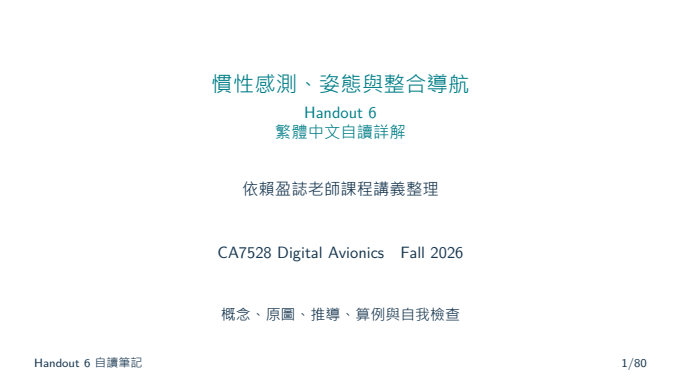 慣性感測、姿態與整合導航
Handout 6
繁體中文自讀詳解
依賴盈誌老師課程講義整理
CA7528 Digital Avionics Fall 2026
概念、原圖、推導、算例與自我檢查
Handout 6 自讀筆記
1/80